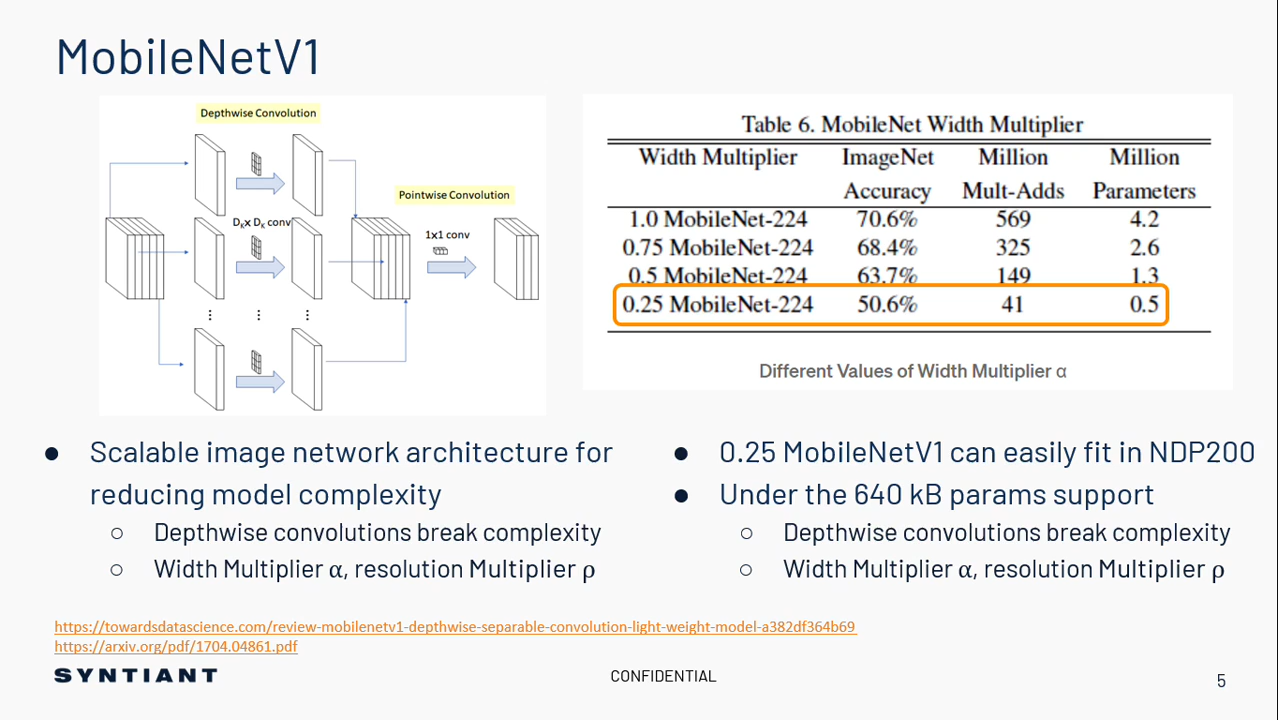 MobileNetV1
Depthwise Convolution
Pointwise Convolution
Dₖx Dₖ conv
1x1 conv
⋮ ⋮ ⋮
Table 6. MobileNet Width Multiplier
Width Multiplier ImageNet Million Million
Accuracy Mult-Adds Parameters
1.0 MobileNet-224 70.6% 569 4.2
0.75 MobileNet-224 68.4% 325 2.6
0.5 MobileNet-224 63.7% 149 1.3
0.25 MobileNet-224 50.6% 41 0.5
Different Values of Width Multiplier α
● Scalable image network architecture for
reducing model complexity
○ Depthwise convolutions break complexity
○ Width Multiplier α, resolution Multiplier ρ
● 0.25 MobileNetV1 can easily fit in NDP200
● Under the 640 kB params support
○ Depthwise convolutions break complexity
○ Width Multiplier α, resolution Multiplier ρ
https://towardsdatascience.com/review-mobilenetv1-depthwise-separable-convolution-light-weight-model-a382df364b69
https://arxiv.org/pdf/1704.04861.pdf
SYNTIANT
CONFIDENTIAL
5